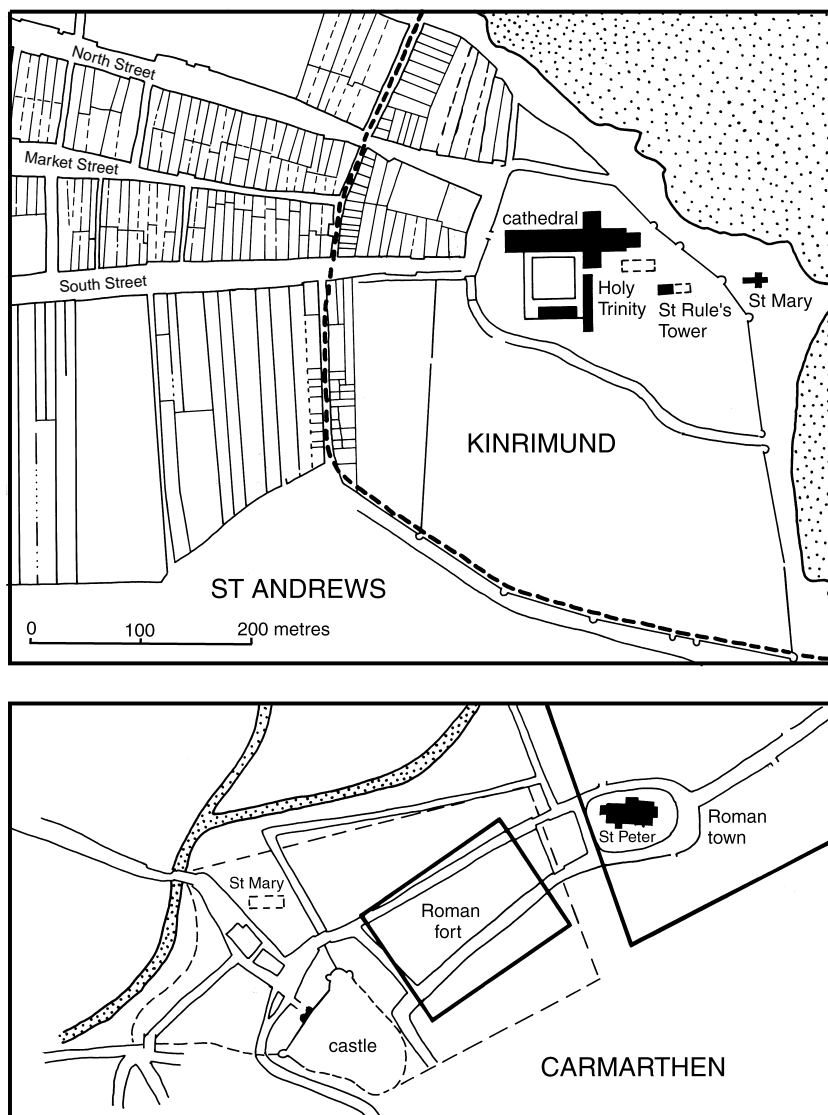 North Street
Market Street
South Street
cathedral
Holy
Trinity
St Rule's
Tower
St Mary
KINRIMUND
ST ANDREWS
0 100 200 metres
St Mary
Roman
fort
St Peter
Roman
town
castle
CARMARTHEN